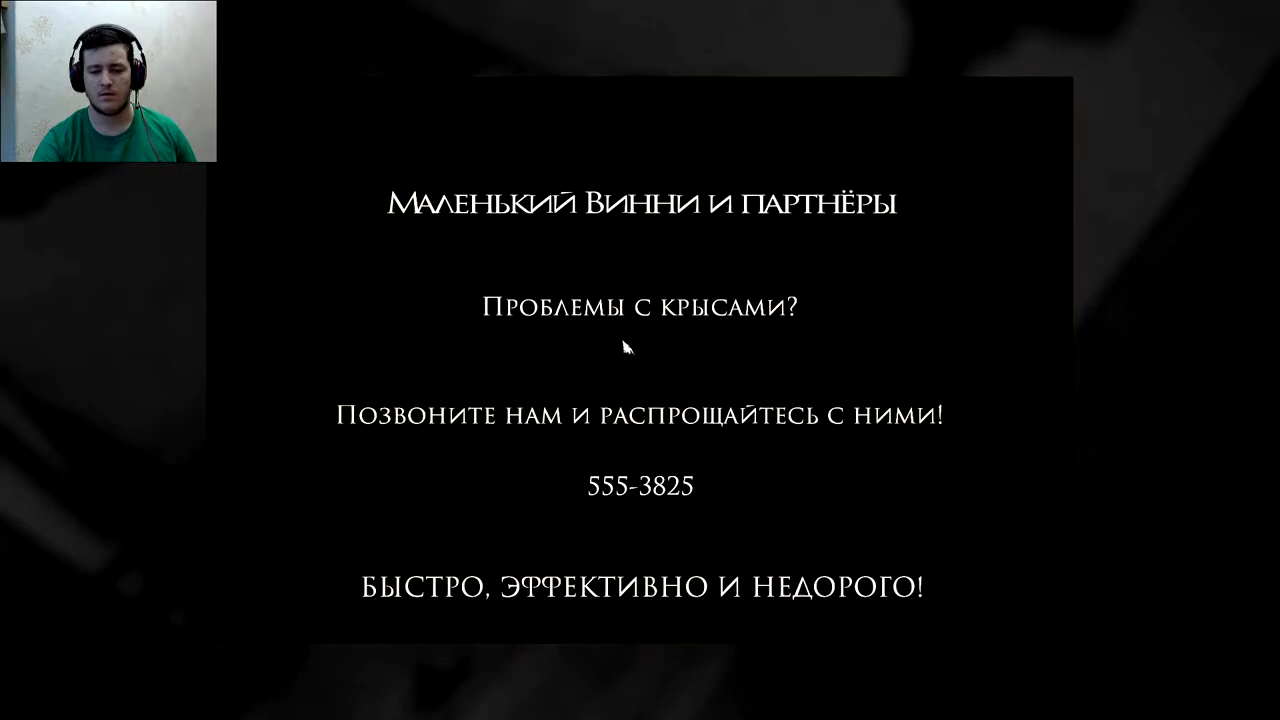 Маленький Винни и партнёры
Проблемы с крысами?
Позвоните нам и распрощайтесь с ними!
555-3825
БЫСТРО, ЭФФЕКТИВНО И НЕДОРОГО!